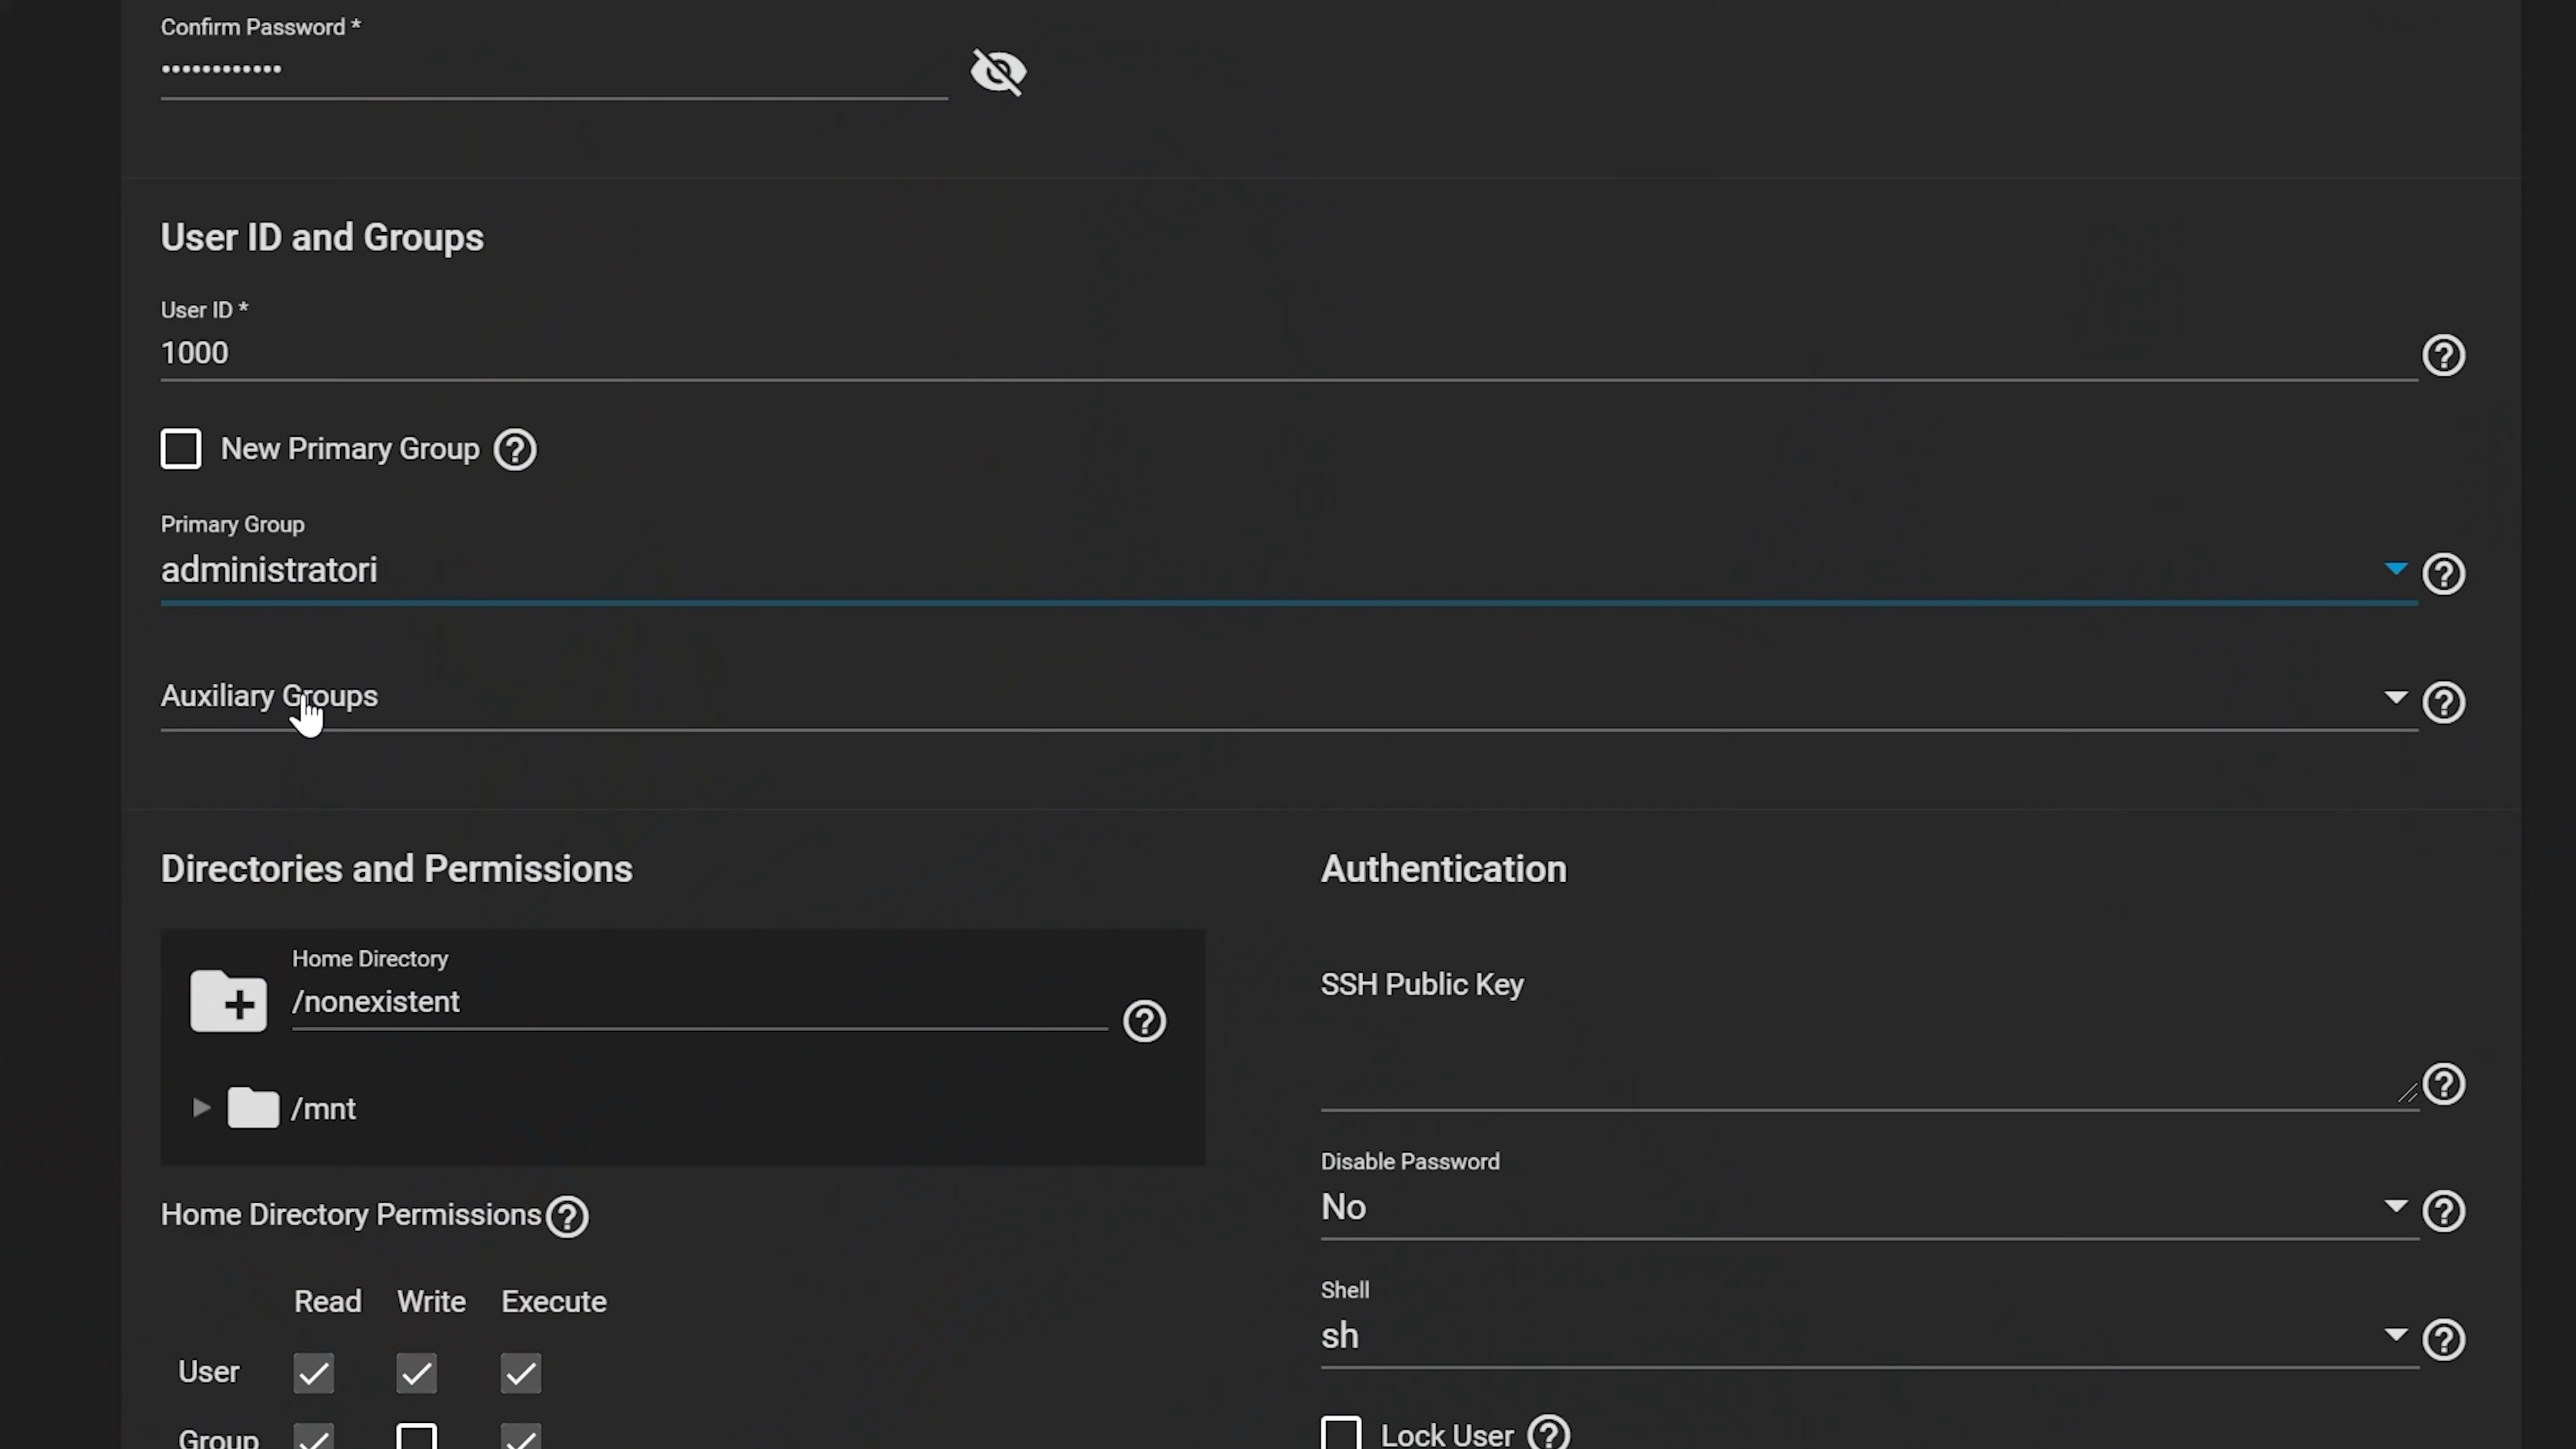 Confirm Password *
••••••••••••
User ID and Groups
User ID *
1000
New Primary Group
Primary Group
administratori
Auxiliary Groups
Directories and Permissions
Home Directory
/nonexistent
/mnt
Home Directory Permissions
Read Write Execute
User
Group
Authentication
SSH Public Key
Disable Password
No
Shell
sh
Lock User